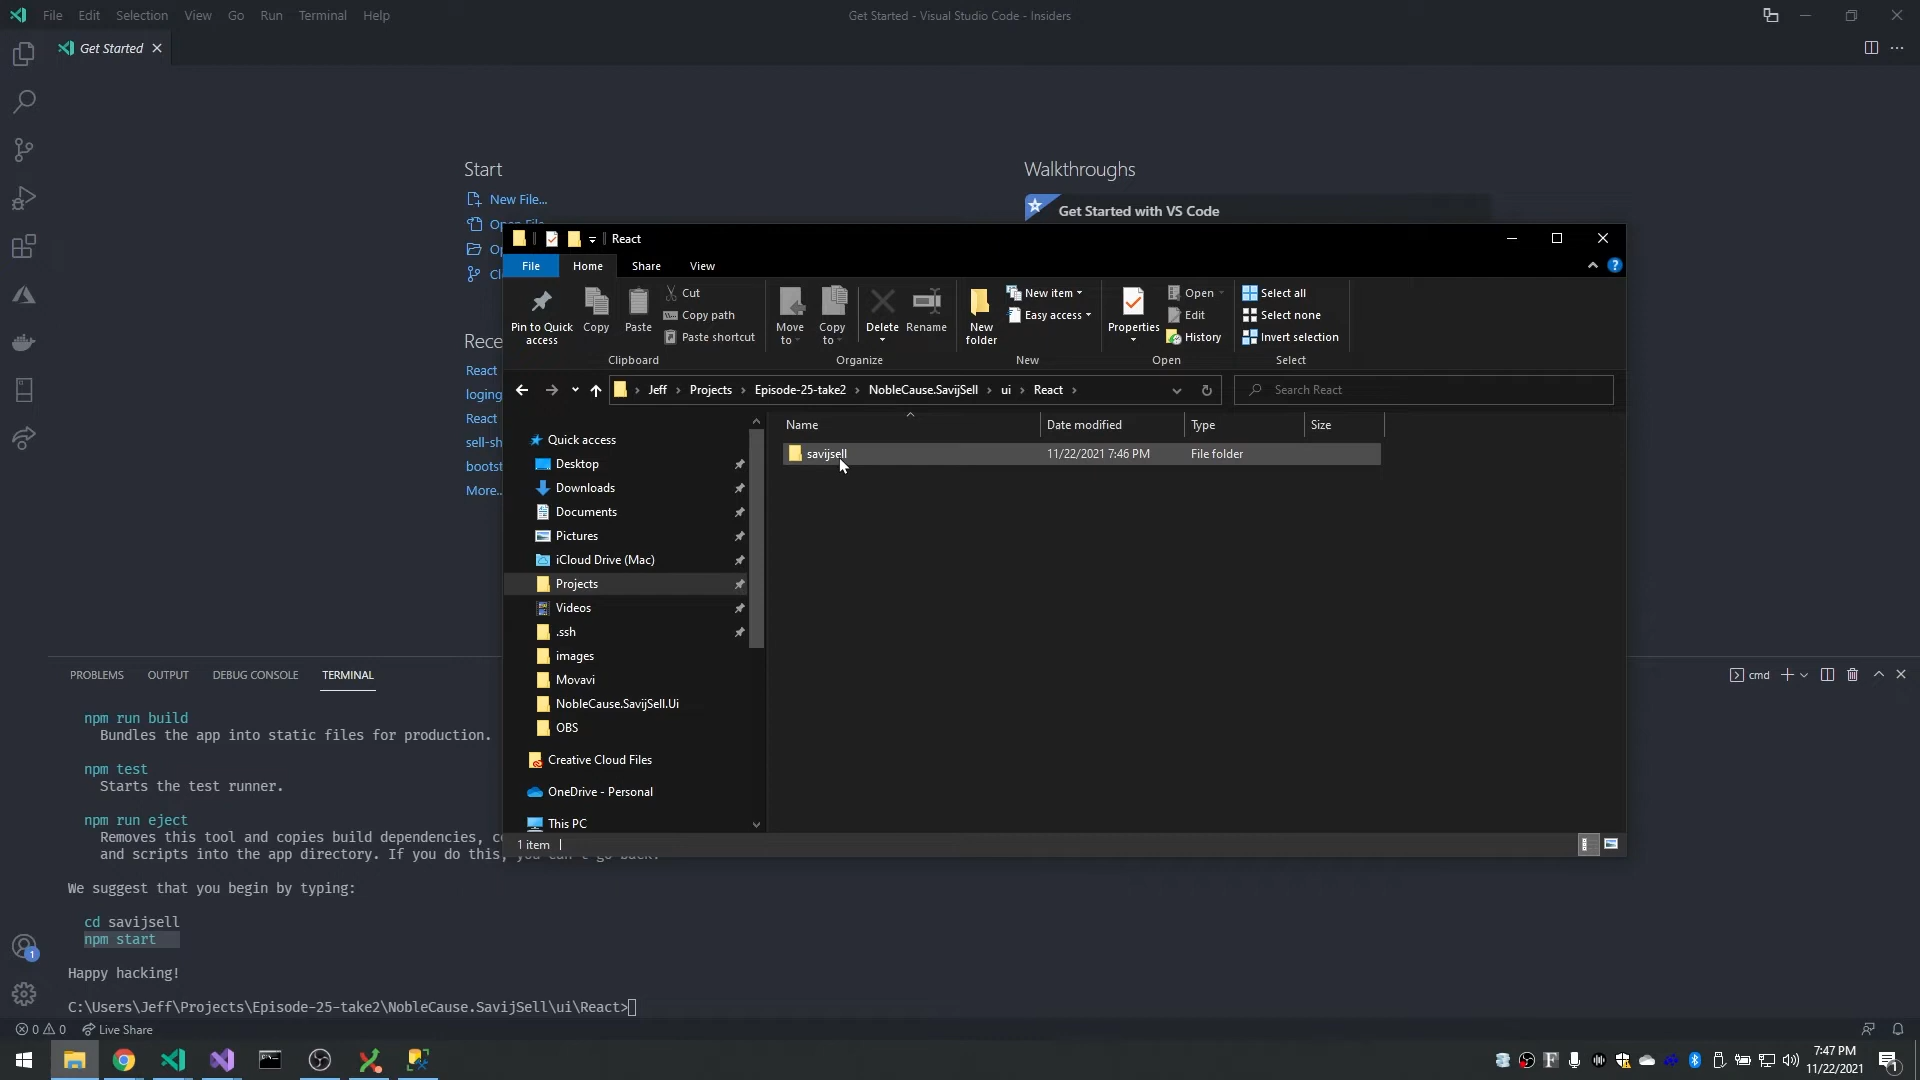 File Edit Selection View Go Run Terminal Help
Get Started - Visual Studio Code - Insiders
Get Started
Start
New File...
Walkthroughs
Get Started with VS Code
Rece
React
loging
React
sell-sh
boots
More..
React
File Home Share View
Pin to Quick access
Copy
Paste
Cut
Copy path
Paste shortcut
Clipboard
Move to
Copy to
Delete
Rename
Organize
New folder
New item
Easy access
New
Properties
Open
Edit
History
Open
Select all
Select none
Invert selection
Select
Jeff > Projects > Episode-25-take2 > NobleCause.SavijSell > ui > React >
Search React
Name Date modified Type Size
savijsell 11/22/2021 7:46 PM File folder
Quick access
Desktop
Downloads
Documents
Pictures
iCloud Drive (Mac)
Projects
Videos
.ssh
images
Movavi
NobleCause.SavijSell.Ui
OBS
Creative Cloud Files
OneDrive - Personal
This PC
1 item
PROBLEMS OUTPUT DEBUG CONSOLE TERMINAL
cmd
npm run build
Bundles the app into static files for production.
npm test
Starts the test runner.
npm run eject
Removes this tool and copies build dependencies, c
and scripts into the app directory. If you do this, you can't go back.
We suggest that you begin by typing:
cd savijsell
npm start
Happy hacking!
C:\Users\Jeff\Projects\Episode-25-take2\NobleCause.SavijSell\ui\React>
0 0 Live Share
7:47 PM
11/22/2021
1
1